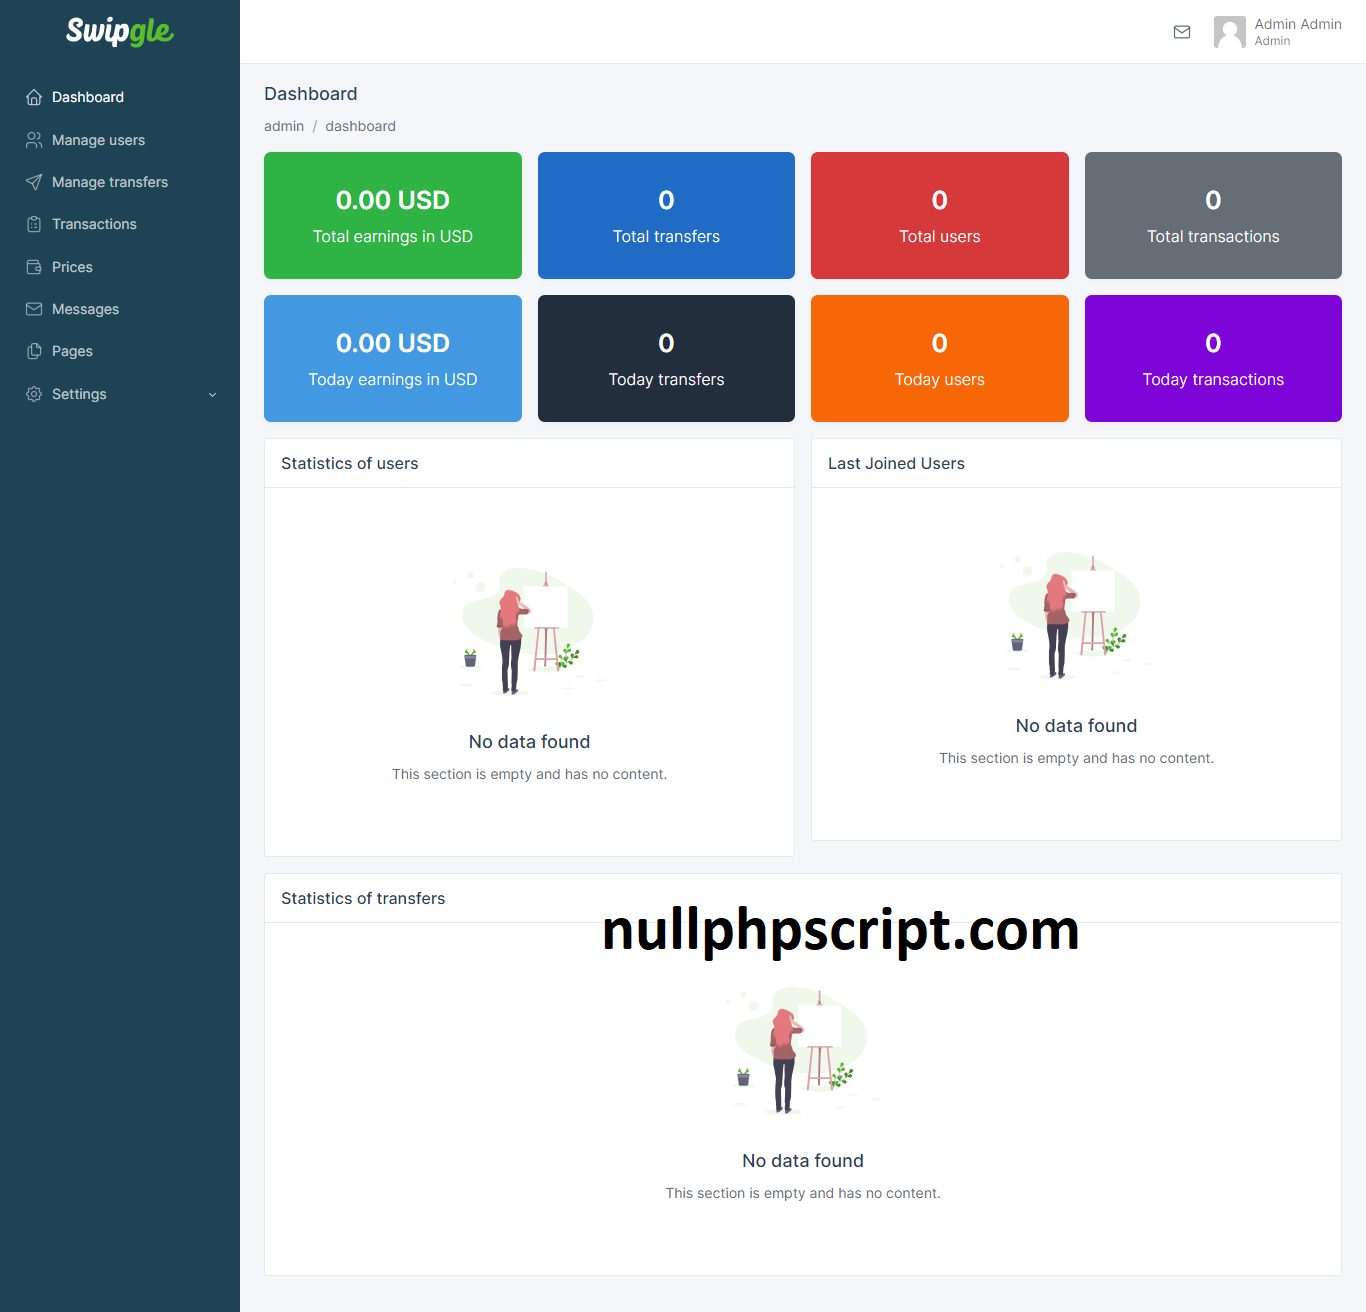 Swipgle
Admin Admin
Admin
Dashboard
Manage users
Manage transfers
Transactions
Prices
Messages
Pages
Settings
Dashboard
admin / dashboard
0.00 USD
Total earnings in USD
0
Total transfers
0
Total users
0
Total transactions
0.00 USD
Today earnings in USD
0
Today transfers
0
Today users
0
Today transactions
Statistics of users
No data found
This section is empty and has no content.
Last Joined Users
No data found
This section is empty and has no content.
Statistics of transfers
nullphpscript.com
No data found
This section is empty and has no content.